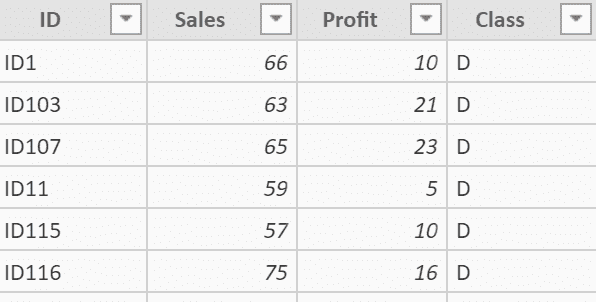 ID Sales Profit Class
ID1 66 10 D
ID103 63 21 D
ID107 65 23 D
ID11 59 5 D
ID115 57 10 D
ID116 75 16 D